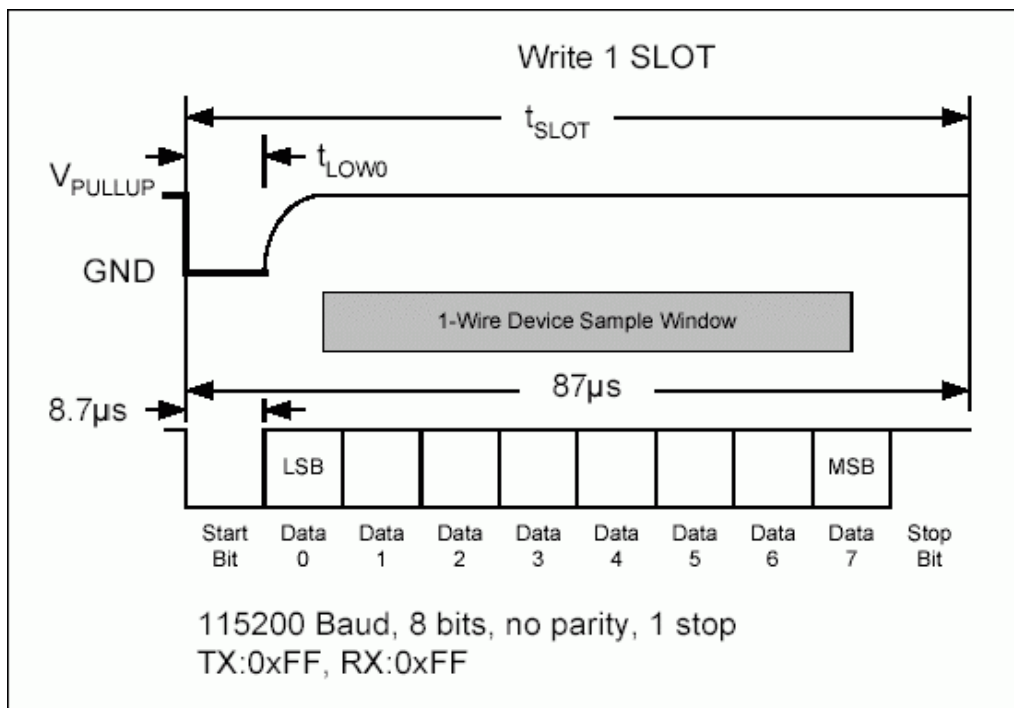 Write 1 SLOT
tSLOT
tLOW0
VPULLUP
GND
1-Wire Device Sample Window
87µs
8.7µs
LSB MSB
Start Data Data Data Data Data Data Data Data Stop
Bit 0 1 2 3 4 5 6 7 Bit
115200 Baud, 8 bits, no parity, 1 stop
TX:0xFF, RX:0xFF